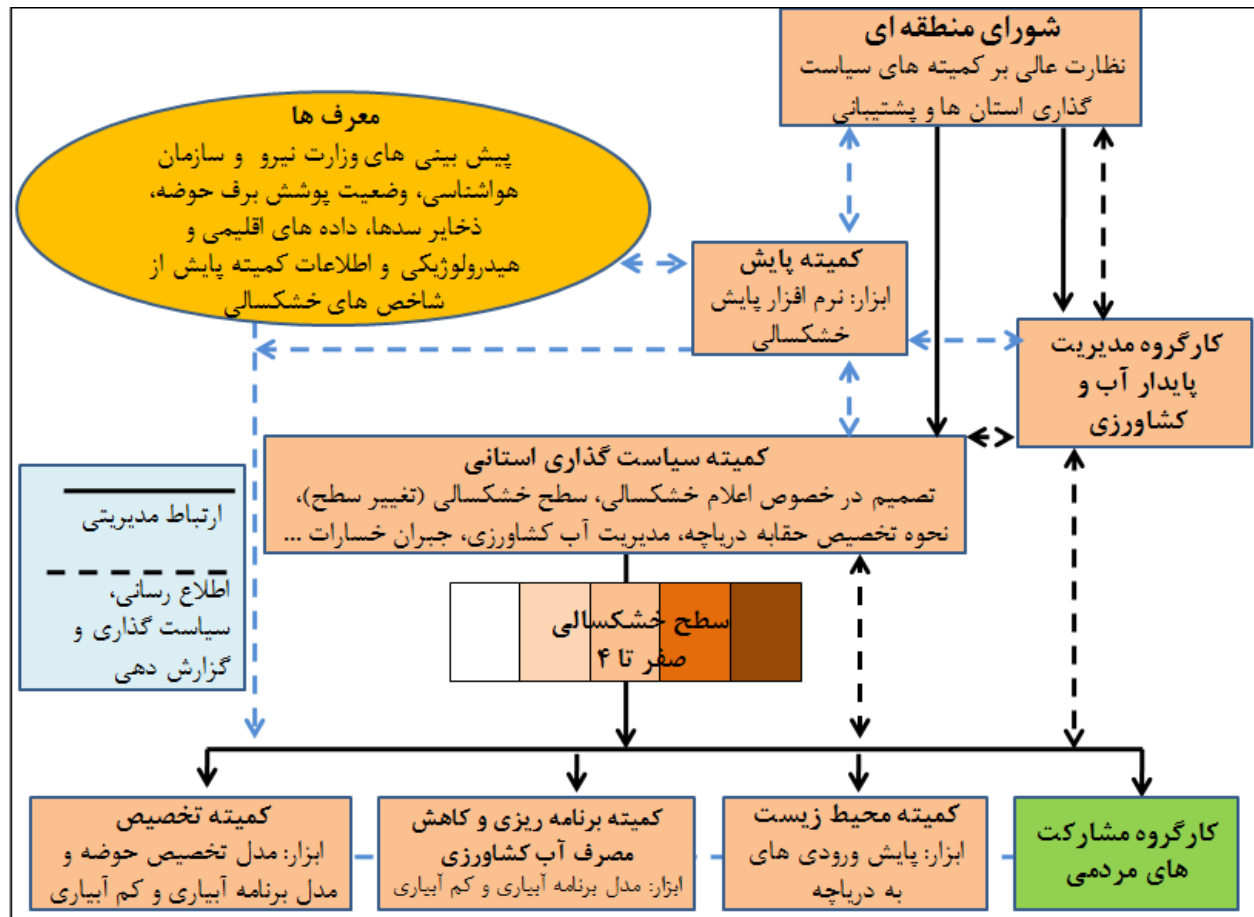 شورای منطقه ای
نظارت عالی بر کمیته های سیاست
گذاری استان ها و پشتیبانی
معرف ها
پیش بینی های وزارت نیرو و سازمان
هواشناسی، وضعیت پوشش برف حوضه،
ذخایر سدها، داده های اقلیمی و
هیدرولوژیکی و اطلاعات کمیته پایش از
شاخص های خشکسالی
کمیته پایش
ابزار: نرم افزار پایش
خشکسالی
کارگروه مدیریت
پایدار آب و
کشاورزی
کمیته سیاست گذاری استانی
تصمیم در خصوص اعلام خشکسالی، سطح خشکسالی (تغییر سطح)،
نحوه تخصیص حقابه دریاچه، مدیریت آب کشاورزی، جبران خسارات ...
ارتباط مدیریتی
اطلاع رسانی،
سیاست گذاری و
گزارش دهی
سطح خشکسالی
صفر تا ۴
کارگروه مشارکت
های مردمی
کمیته محیط زیست
ابزار: پایش ورودی های
به دریاچه
کمیته برنامه ریزی و کاهش
مصرف آب کشاورزی
ابزار: مدل برنامه آبیاری و کم آبیاری
کمیته تخصیص
ابزار: مدل تخصیص حوضه و
مدل برنامه آبیاری و کم آبیاری